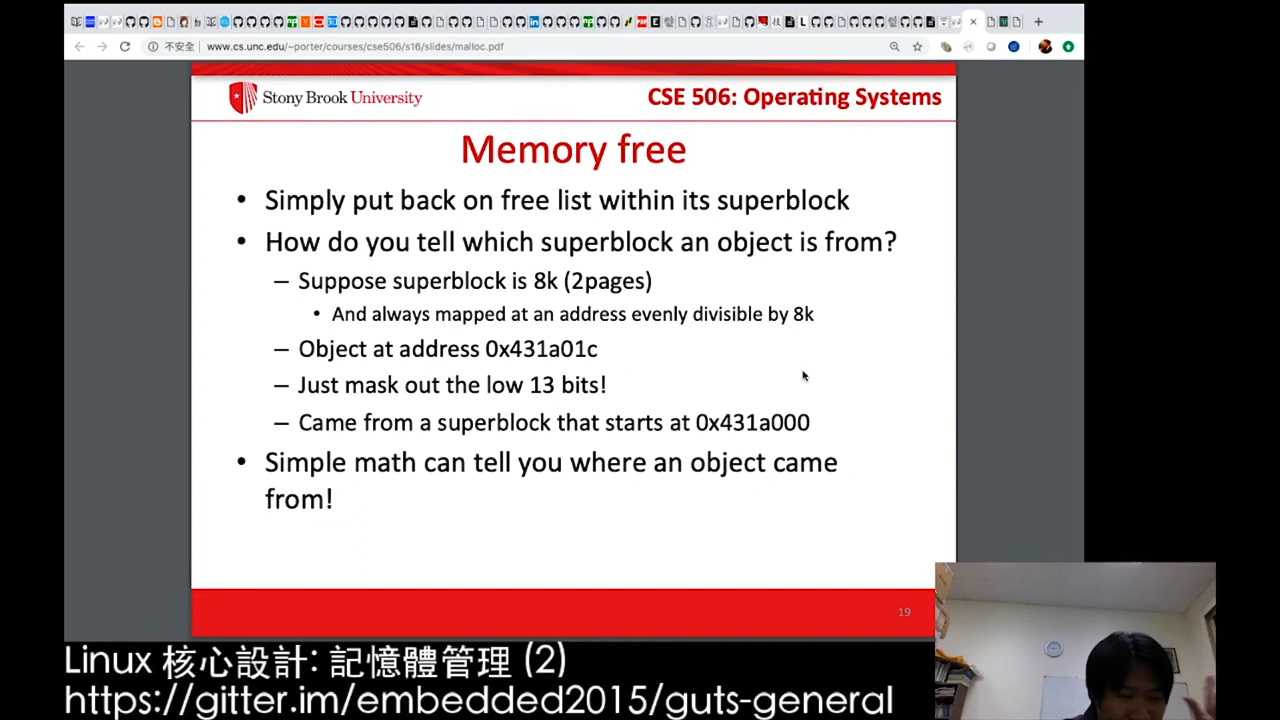 不安全 www.cs.unc.edu/~porter/courses/cse506/s16/slides/malloc.pdf
Stony Brook University
CSE 506: Operating Systems
Memory free
• Simply put back on free list within its superblock
• How do you tell which superblock an object is from?
– Suppose superblock is 8k (2pages)
• And always mapped at an address evenly divisible by 8k
– Object at address 0x431a01c
– Just mask out the low 13 bits!
– Came from a superblock that starts at 0x431a000
• Simple math can tell you where an object came
from!
19
Linux 核心設計: 記憶體管理 (2)
https://gitter.im/embedded2015/guts-general